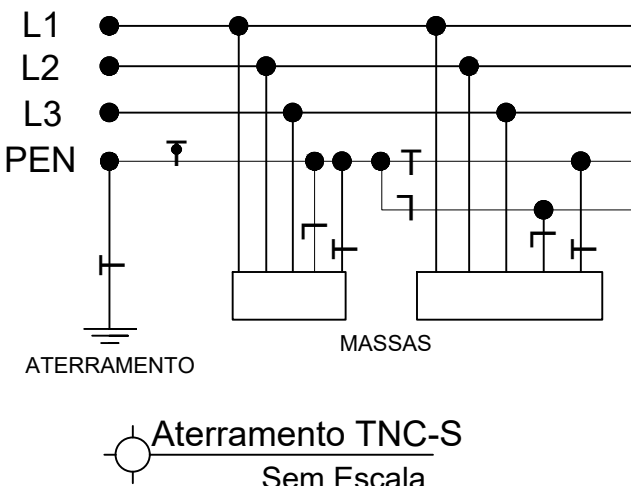 L1
L2
L3
PEN
MASSAS
ATERRAMENTO
Aterramento TNC-S
Sem Escala